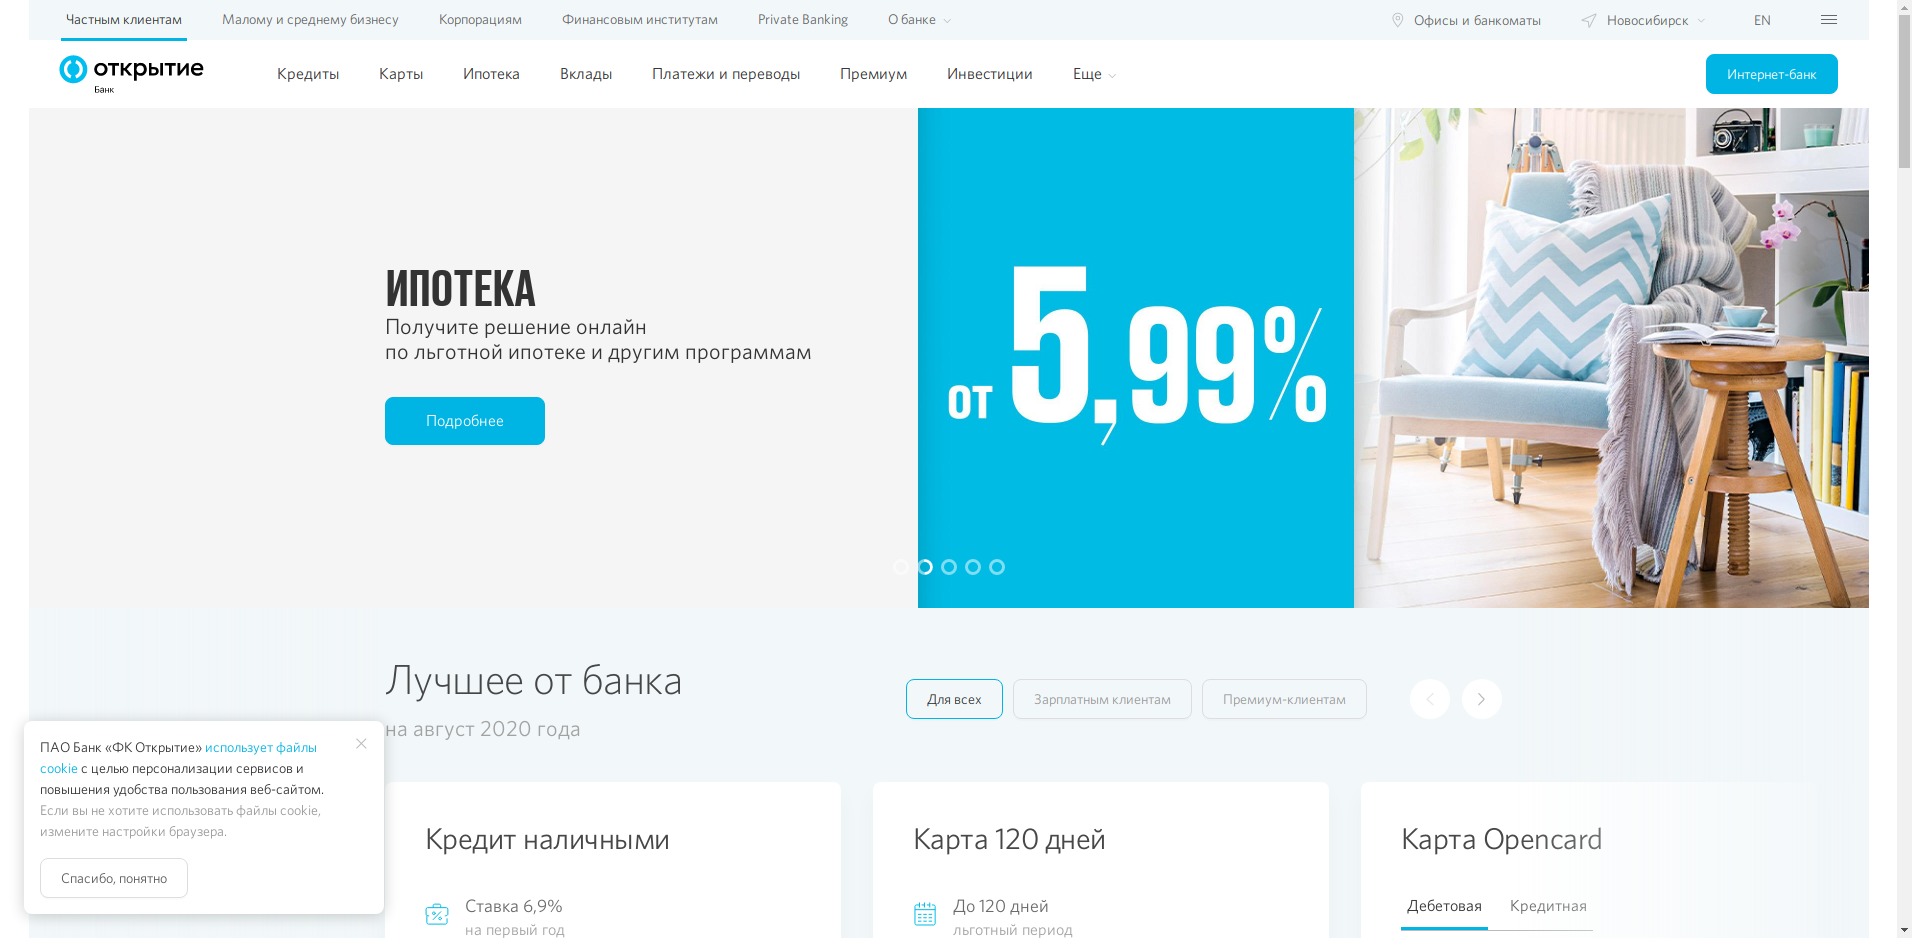 Частным клиентам
Малому и среднему бизнесу
Корпорациям
Финансовым институтам
Private Banking
О банке
Офисы и банкоматы
Новосибирск
EN
открытие
Банк
Кредиты
Карты
Ипотека
Вклады
Платежи и переводы
Премиум
Инвестиции
Еще
Интернет-банк
ИПОТЕКА
Получите решение онлайн
по льготной ипотеке и другим программам
Подробнее
от 5,99%
Лучшее от банка
на август 2020 года
Для всех
Зарплатным клиентам
Премиум-клиентам
ПАО Банк «ФК Открытие» использует файлы
cookie с целью персонализации сервисов и
повышения удобства пользования веб-сайтом.
Если вы не хотите использовать файлы cookie,
измените настройки браузера.
Спасибо, понятно
Кредит наличными
Ставка 6,9%
на первый год
Карта 120 дней
До 120 дней
льготный период
Карта Opencard
Дебетовая
Кредитная